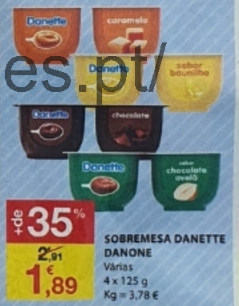 Danette
caramelo
es.pt/
Danette
sabor
baunilha
Danette
chocolate
Danette
sabor
chocolate
avelã
+de
35%
2,91
€
1,89
SOBREMESA DANETTE
DANONE
Várias
4 x 125 g
Kg = 3,78 €